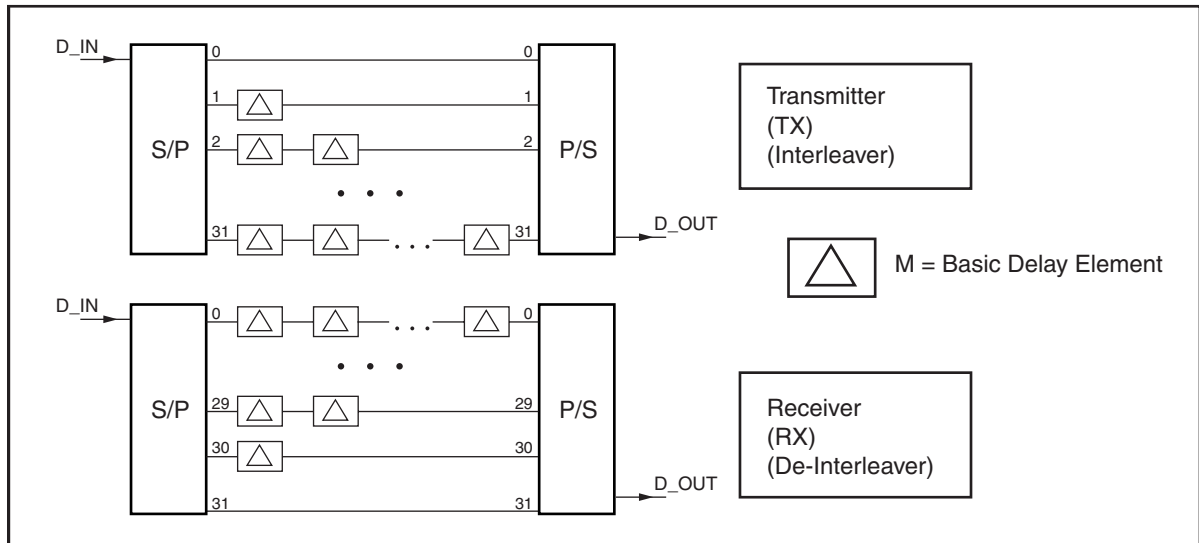 D_IN
0
0
1
1
S/P
2
2
P/S
31
31
D_OUT
Transmitter
(TX)
(Interleaver)
M = Basic Delay Element
D_IN
0
0
S/P
29
29
P/S
30
30
31
31
D_OUT
Receiver
(RX)
(De-Interleaver)